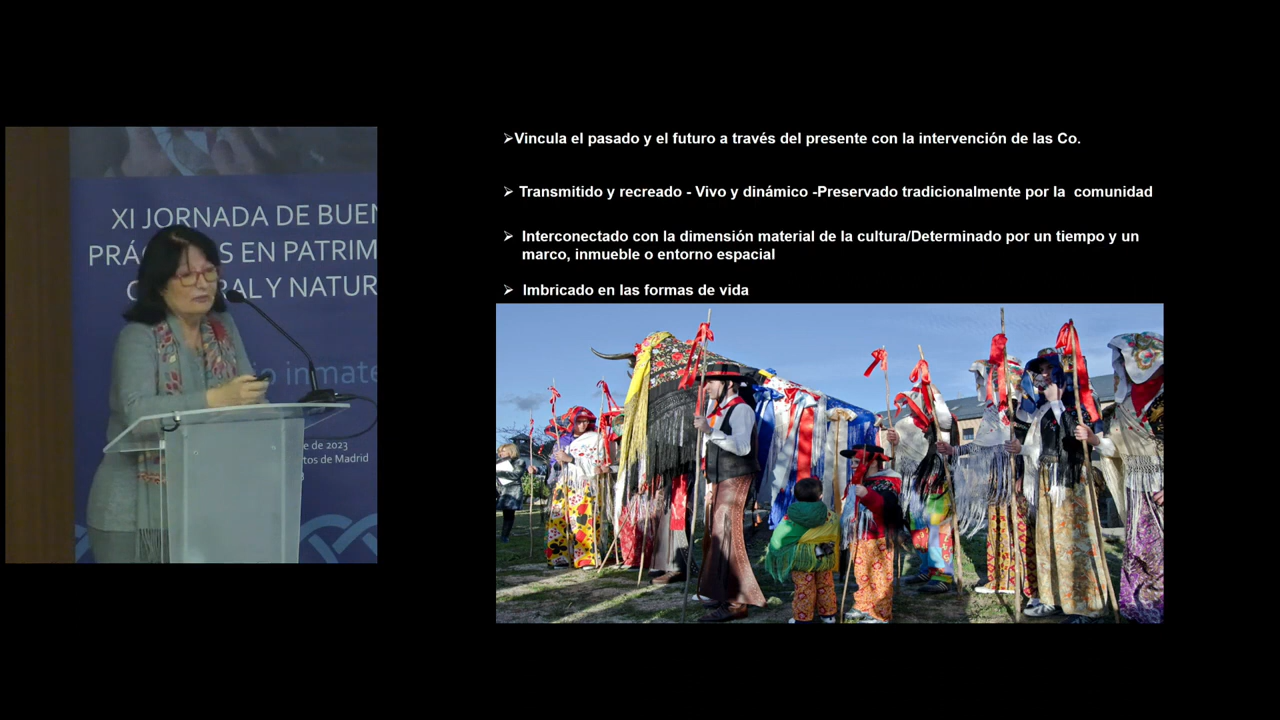 XI JORNADA DE BUEN
PRÁC S EN PATRIM
C RAL Y NATUR
io inmate
e de 2023
tos de Madrid
➢Vincula el pasado y el futuro a través del presente con la intervención de las Co.
➢ Transmitido y recreado - Vivo y dinámico -Preservado tradicionalmente por la comunidad
➢ Interconectado con la dimensión material de la cultura/Determinado por un tiempo y un
marco, inmueble o entorno espacial
➢ Imbricado en las formas de vida